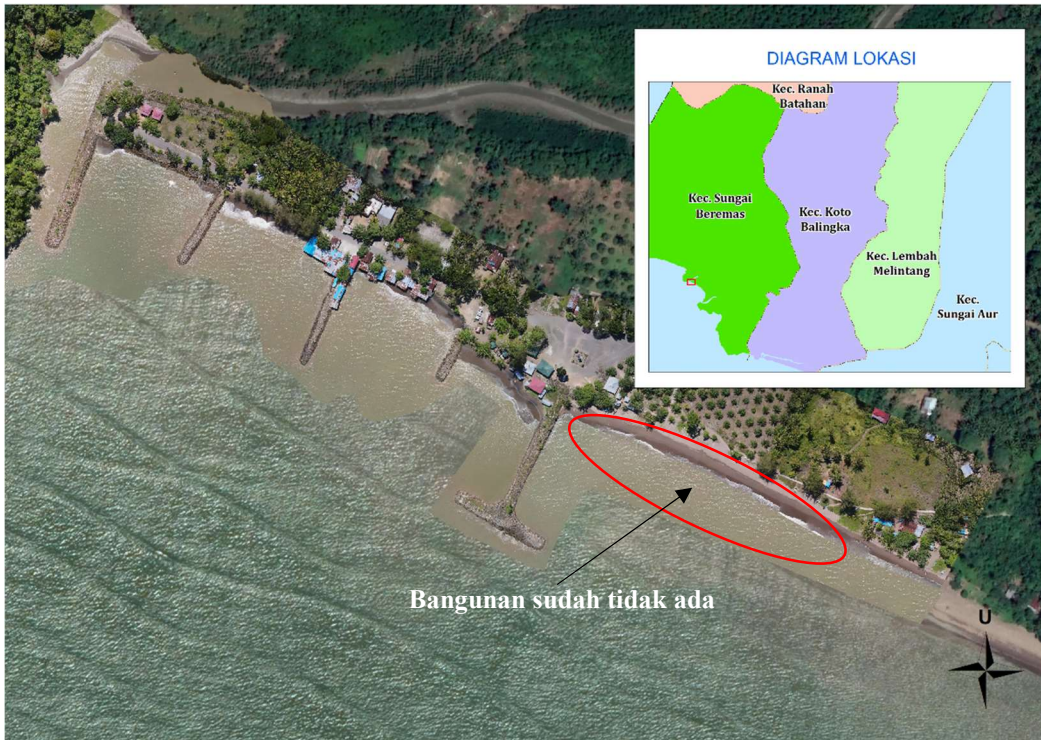 DIAGRAM LOKASI
Kec. Ranah
Batahan
Kec. Sungai
Beremas
Kec. Koto
Balingka
Kec. Lembah
Melintang
Kec.
Sungai Aur
Bangunan sudah tidak ada
U